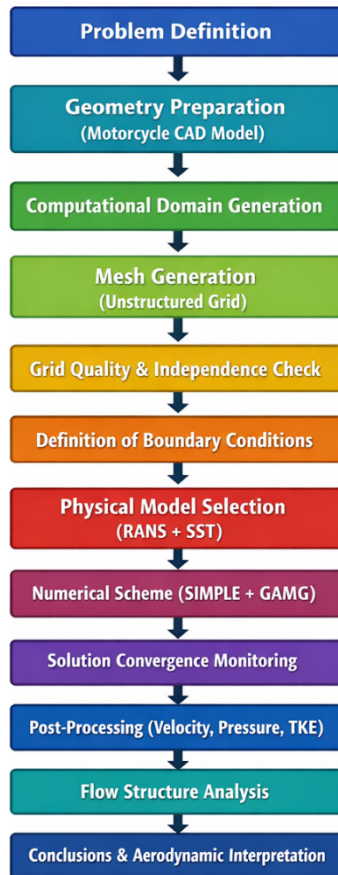 Problem Definition
Geometry Preparation
(Motorcycle CAD Model)
Computational Domain Generation
Mesh Generation
(Unstructured Grid)
Grid Quality & Independence Check
Definition of Boundary Conditions
Physical Model Selection
(RANS + SST)
Numerical Scheme (SIMPLE + GAMG)
Solution Convergence Monitoring
Post-Processing (Velocity, Pressure, TKE)
Flow Structure Analysis
Conclusions & Aerodynamic Interpretation